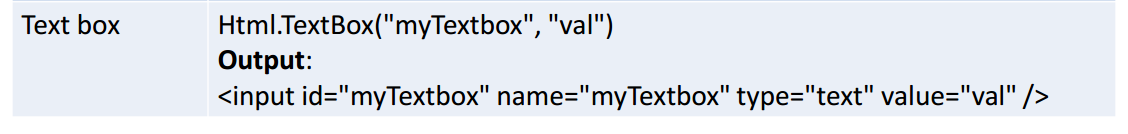 Text box
Html.TextBox("myTextbox", "val")
Output:
<input id="myTextbox" name="myTextbox" type="text" value="val" />